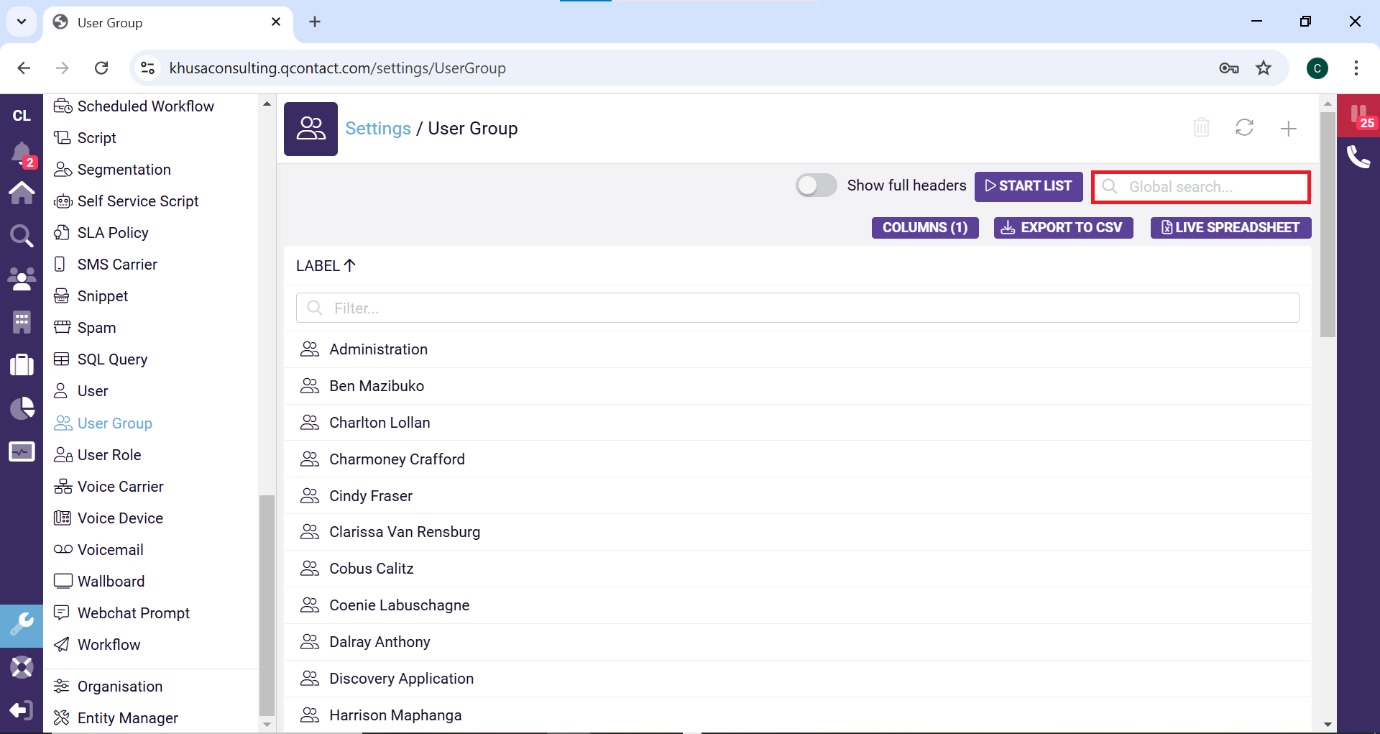 User Group
khusaconsulting.qcontact.com/settings/UserGroup
C
CL
2
25
Scheduled Workflow
Script
Segmentation
Self Service Script
SLA Policy
SMS Carrier
Snippet
Spam
SQL Query
User
User Group
User Role
Voice Carrier
Voice Device
Voicemail
Wallboard
Webchat Prompt
Workflow
Organisation
Entity Manager
Settings / User Group
Show full headers
START LIST
Global search...
COLUMNS (1)
EXPORT TO CSV
LIVE SPREADSHEET
LABEL
Filter...
Administration
Ben Mazibuko
Charlton Lollan
Charmoney Crafford
Cindy Fraser
Clarissa Van Rensburg
Cobus Calitz
Coenie Labuschagne
Dalray Anthony
Discovery Application
Harrison Maphanga